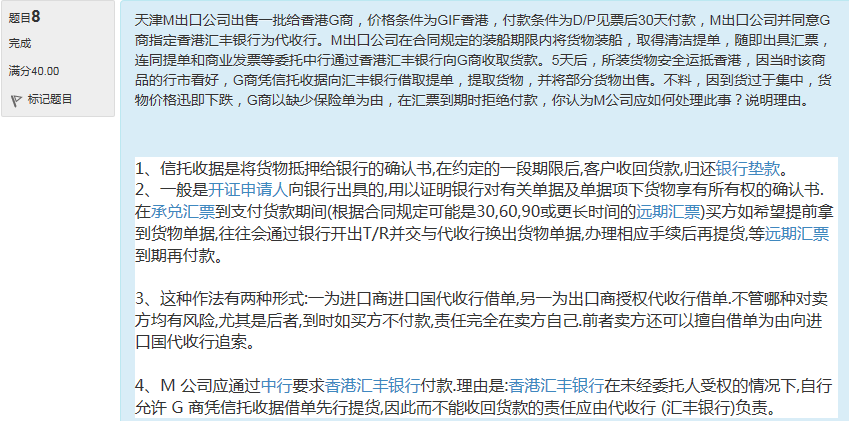 题目8
完成
满分40.00
标记题目
天津M出口公司出售一批给香港G商，价格条件为GIF香港，付款条件为D/P见票后30天付款，M出口公司并同意G
商指定香港汇丰银行为代收行。M出口公司在合同规定的装船期限内将货物装船，取得清洁提单，随即出具汇票，
连同提单和商业发票等委托中行通过香港汇丰银行向G商收取货款。5天后，所装货物安全运抵香港，因当时该商
品的行市看好，G商凭信托收据向汇丰银行借取提单，提取货物，并将部分货物出售。不料，因到货过于集中，货
物价格迅即下跌，G商以缺少保险单为由，在汇票到期时拒绝付款，你认为M公司应如何处理此事？说明理由。
1、信托收据是将货物抵押给银行的确认书,在约定的一段期限后,客户收回货款,归还银行垫款。
2、一般是开证申请人向银行出具的,用以证明银行对有关单据及单据项下货物享有所有权的确认书.
在承兑汇票到支付货款期间(根据合同规定可能是30,60,90或更长时间的远期汇票)买方如希望提前拿
到货物单据,往往会通过银行开出T/R并交与代收行换出货物单据,办理相应手续后再提货,等远期汇票
到期再付款。
3、这种作法有两种形式:一为进口商进口国代收行借单,另一为出口商授权代收行借单.不管哪种对卖
方均有风险,尤其是后者,到时如买方不付款,责任完全在卖方自己.前者卖方还可以擅自借单为由向进
口国代收行追索。
4、M 公司应通过中行要求香港汇丰银行付款.理由是:香港汇丰银行在未经委托人受权的情况下,自行
允许 G 商凭信托收据借单先行提货,因此而不能收回货款的责任应由代收行 (汇丰银行)负责。